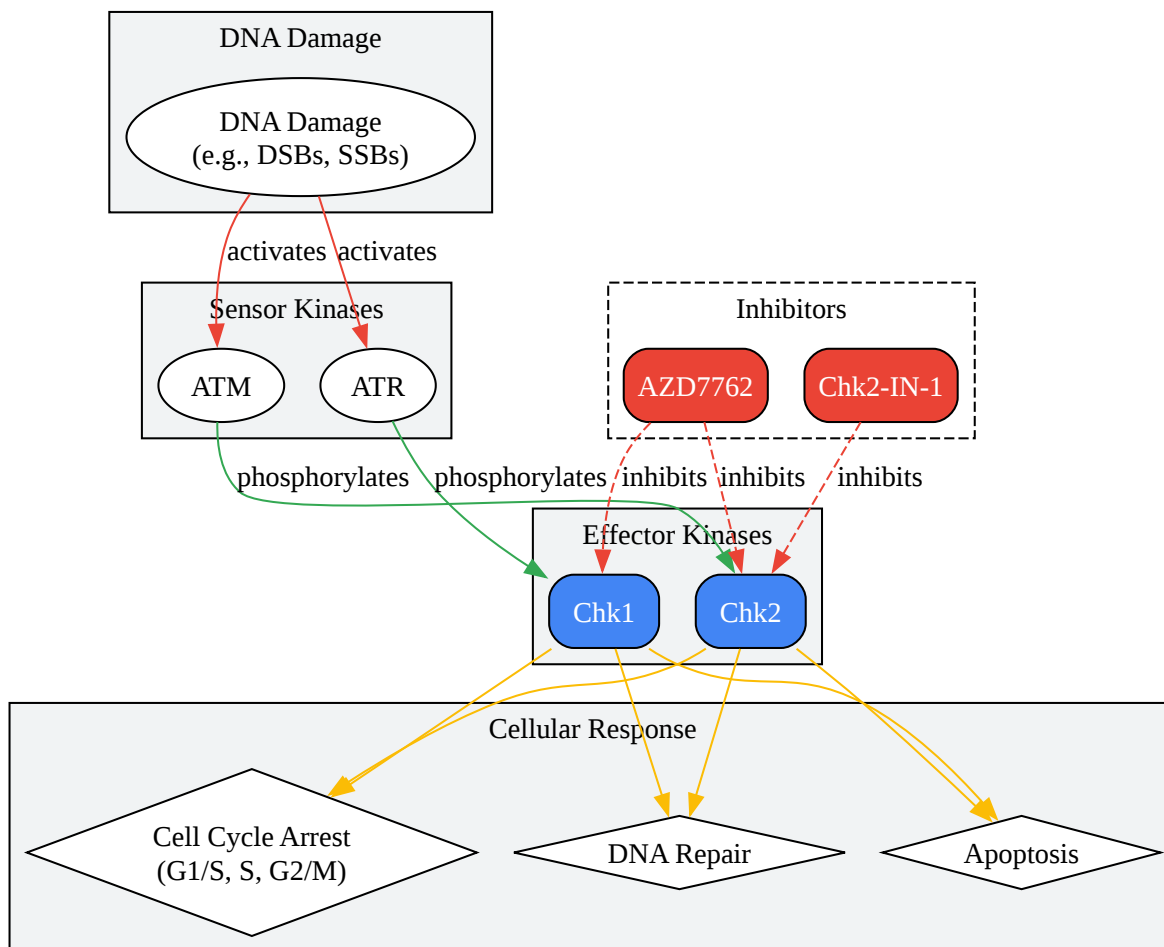 DNA Damage
DNA Damage
(e.g., DSBs, SSBs)
activates
activates
Sensor Kinases
Inhibitors
ATM
ATR
AZD7762
Chk2-IN-1
phosphorylates
phosphorylates
inhibits
inhibits
inhibits
Effector Kinases
Chk1
Chk2
Cellular Response
Cell Cycle Arrest
(G1/S, S, G2/M)
DNA Repair
Apoptosis